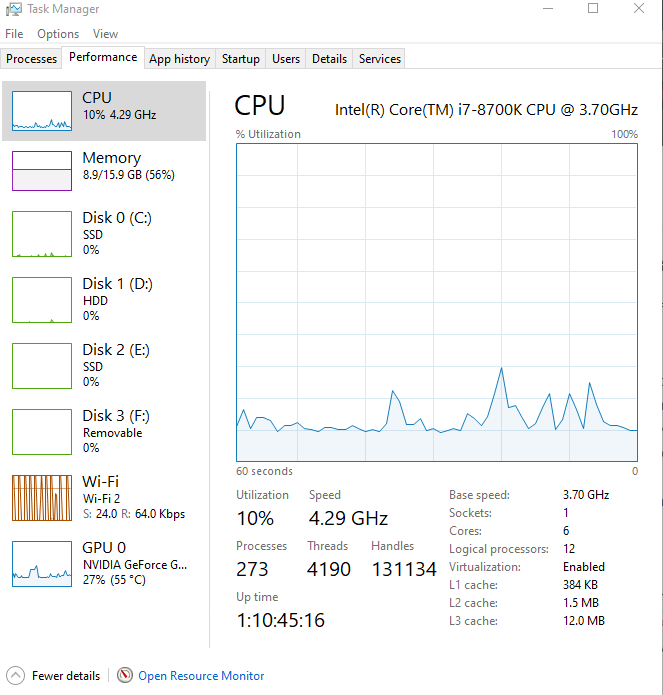 Task Manager
File Options View
Processes Performance App history Startup Users Details Services
CPU
10% 4.29 GHz
Memory
8.9/15.9 GB (56%)
Disk 0 (C:)
SSD
0%
Disk 1 (D:)
HDD
0%
Disk 2 (E:)
SSD
0%
Disk 3 (F:)
Removable
0%
Wi-Fi
Wi-Fi 2
S: 24.0 R: 64.0 Kbps
GPU 0
NVIDIA GeForce G...
27% (55 °C)
CPU Intel(R) Core(TM) i7-8700K CPU @ 3.70GHz
% Utilization 100%
60 seconds 0
Utilization Speed
10% 4.29 GHz
Processes Threads Handles
273 4190 131134
Up time
1:10:45:16
Base speed: 3.70 GHz
Sockets: 1
Cores: 6
Logical processors: 12
Virtualization: Enabled
L1 cache: 384 KB
L2 cache: 1.5 MB
L3 cache: 12.0 MB
Fewer details Open Resource Monitor